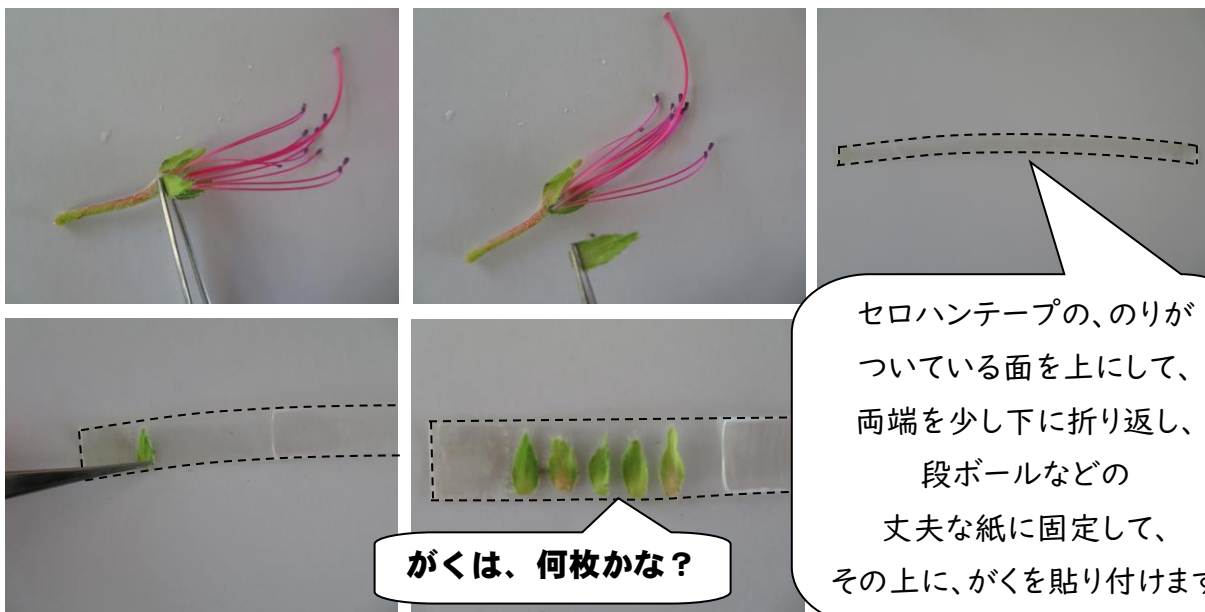 セロハンテープの、のりが
ついている面を上にして、
両端を少し下に折り返し、
段ボールなどの
丈夫な紙に固定して、
その上に、がくを貼り付けます
がくは、何枚かな？